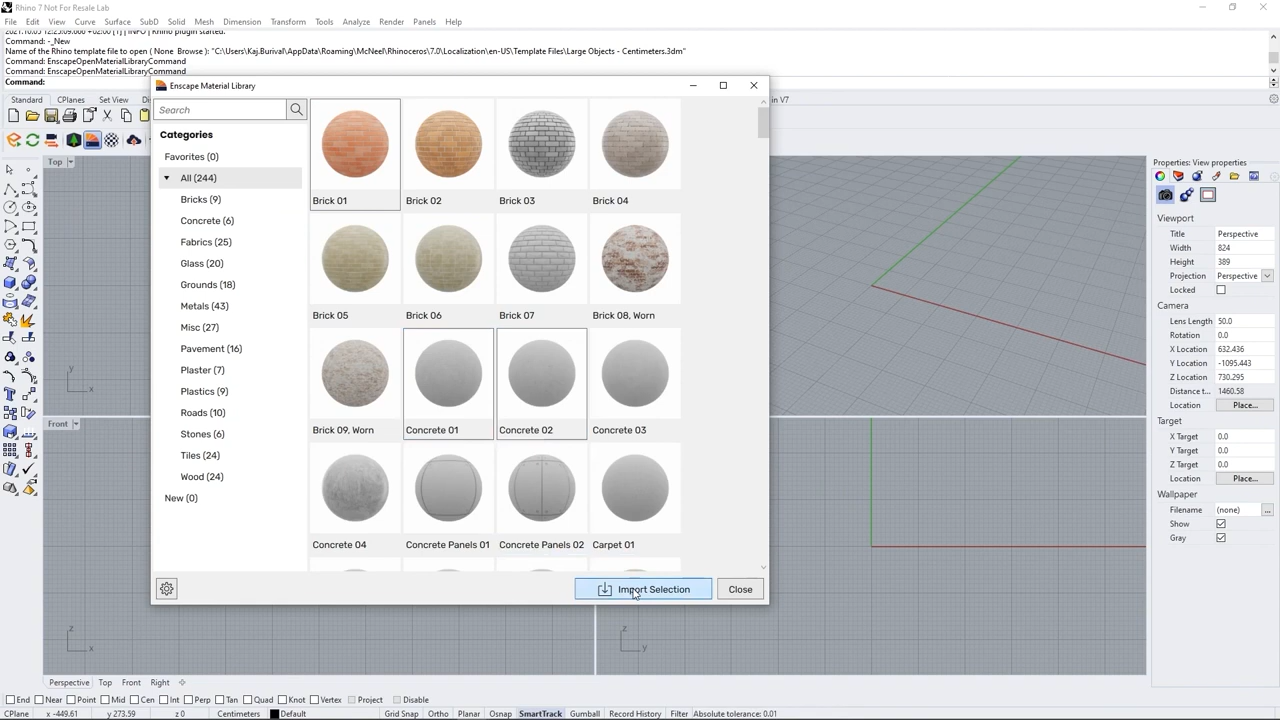 Rhino 7 Not For Resale Lab
File Edit View Curve Surface SubD Solid Mesh Dimension Transform Tools Analyze Render Panels Help
Command: -_New
Name of the Rhino template file to open ( None Browse ): "C:\Users\Kaj.Burival\AppData\Roaming\McNeel\Rhinoceros\7.0\Localization\en-US\Template Files\Large Objects - Centimeters.3dm"
Command: EnscapeOpenMaterialLibraryCommand
Command: EnscapeOpenMaterialLibraryCommand
Command:
Enscape Material Library
Standard CPlanes Set View in V7
Search
Categories
Favorites (0)
All (244)
Bricks (9)
Concrete (6)
Fabrics (25)
Glass (20)
Grounds (18)
Metals (43)
Misc (27)
Pavement (16)
Plaster (7)
Plastics (9)
Roads (10)
Stones (6)
Tiles (24)
Wood (24)
New (0)
Brick 01 Brick 02 Brick 03 Brick 04
Brick 05 Brick 06 Brick 07 Brick 08, Worn
Brick 09, Worn Concrete 01 Concrete 02 Concrete 03
Concrete 04 Concrete Panels 01 Concrete Panels 02 Carpet 01
Import Selection Close
Top
y
x
Front
z
x
z
y
Properties: View properties
Viewport
Title Perspective
Width 824
Height 389
Projection Perspective
Locked
Camera
Lens Length 50.0
Rotation 0.0
X Location 632.436
Y Location -1095.443
Z Location 730.295
Distance t... 1460.58
Location Place...
Target
X Target 0.0
Y Target 0.0
Z Target 0.0
Location Place...
Wallpaper
Filename (none) ...
Show
Gray
Perspective Top Front Right
End Near Point Mid Cen Int Perp Tan Quad Knot Vertex Project Disable
CPlane x -449.61 y 273.59 z 0 Centimeters Default Grid Snap Ortho Planar Osnap SmartTrack Gumball Record History Filter Absolute tolerance: 0.01